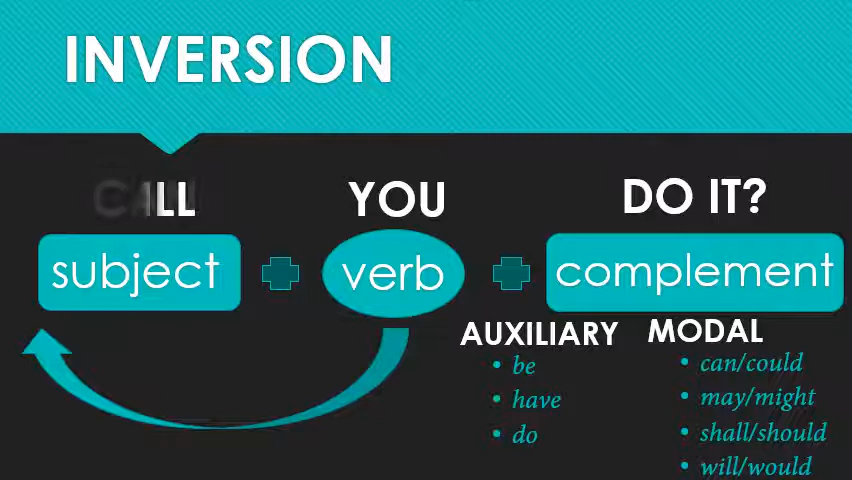 INVERSION
YOU
DO IT?
subject
verb
complement
AUXILIARY
MODAL
• be
• can/could
• have
• may/might
• do
• shall/should
• will/would